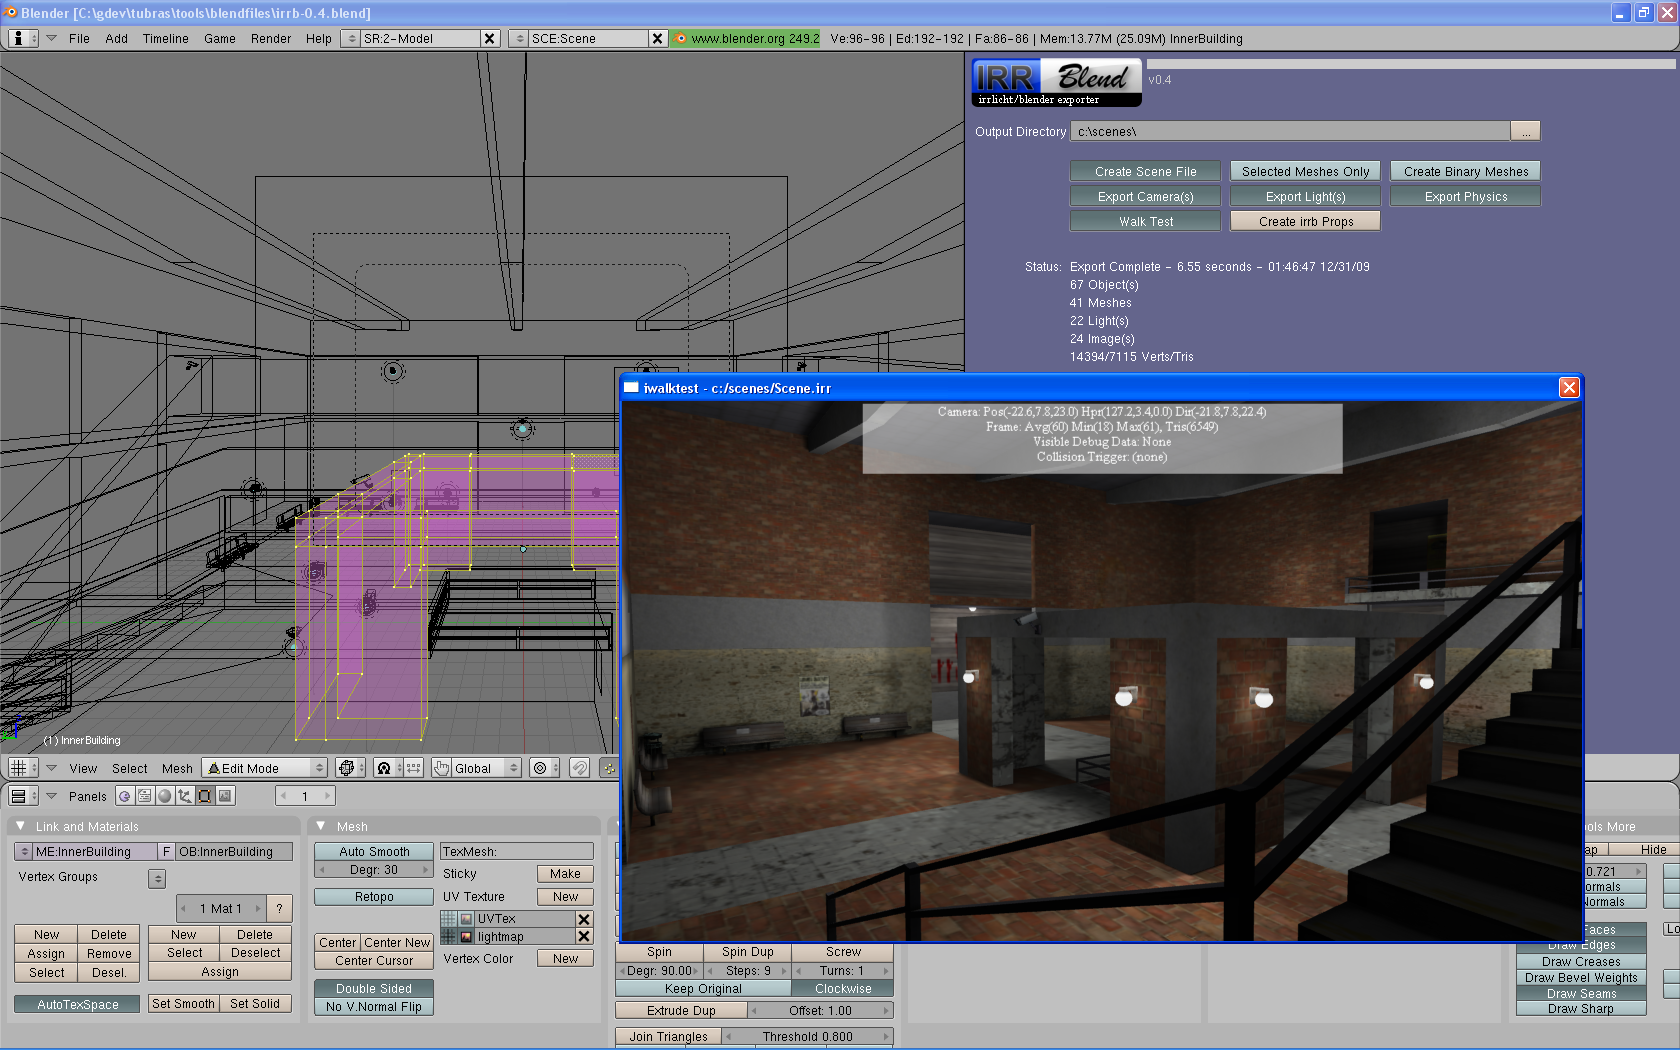 Blender [C:\gdev\tubras\tools\blendfiles\irrb-0.4.blend]
File Add Timeline Game Render Help SR:2-Model SCE:Scene www.blender.org 249.2 Ve:96-96 | Ed:192-192 | Fa:86-86 | Mem:13.77M (25.09M) InnerBuilding
IRR Blend v0.4
irrlicht/blender exporter
Output Directory c:\scenes\ ...
Create Scene File Selected Meshes Only Create Binary Meshes
Export Camera(s) Export Light(s) Export Physics
Walk Test Create irrb Props
Status: Export Complete - 6.55 seconds - 01:46:47 12/31/09
67 Object(s)
41 Meshes
22 Light(s)
24 Image(s)
14394/7115 Verts/Tris
iwalktest - c:/scenes/Scene.irr
Camera: Pos(-22.6,7.8,23.0) Hpr(127.2,3.4,0.0) Dir(-21.8,7.8,22.4)
Frame: Avg(60) Min(18) Max(61), Tris(6549)
Visible Debug Data: None
Collision Trigger: (none)
(1) InnerBuilding
View Select Mesh Edit Mode Global
Panels 1
Link and Materials
ME:InnerBuilding F OB:InnerBuilding
Vertex Groups
1 Mat 1 ?
New Delete New Delete
Assign Remove Select Deselect
Select Desel. Assign
AutoTexSpace Set Smooth Set Solid
Mesh
Auto Smooth TexMesh:
Degr: 30 Sticky Make
Retopo UV Texture New
UVTex
lightmap
Center Center New
Center Cursor Vertex Color New
Double Sided
No V.Normal Flip
Spin Spin Dup Screw
Degr: 90.00 Steps: 9 Turns: 1
Keep Original Clockwise
Extrude Dup Offset: 1.00
Join Triangles Threshold 0.800
ols More
ap Hide
0.721
ormals
Normals
Faces Lo
Draw Edges
Draw Creases
Draw Bevel Weights
Draw Seams
Draw Sharp